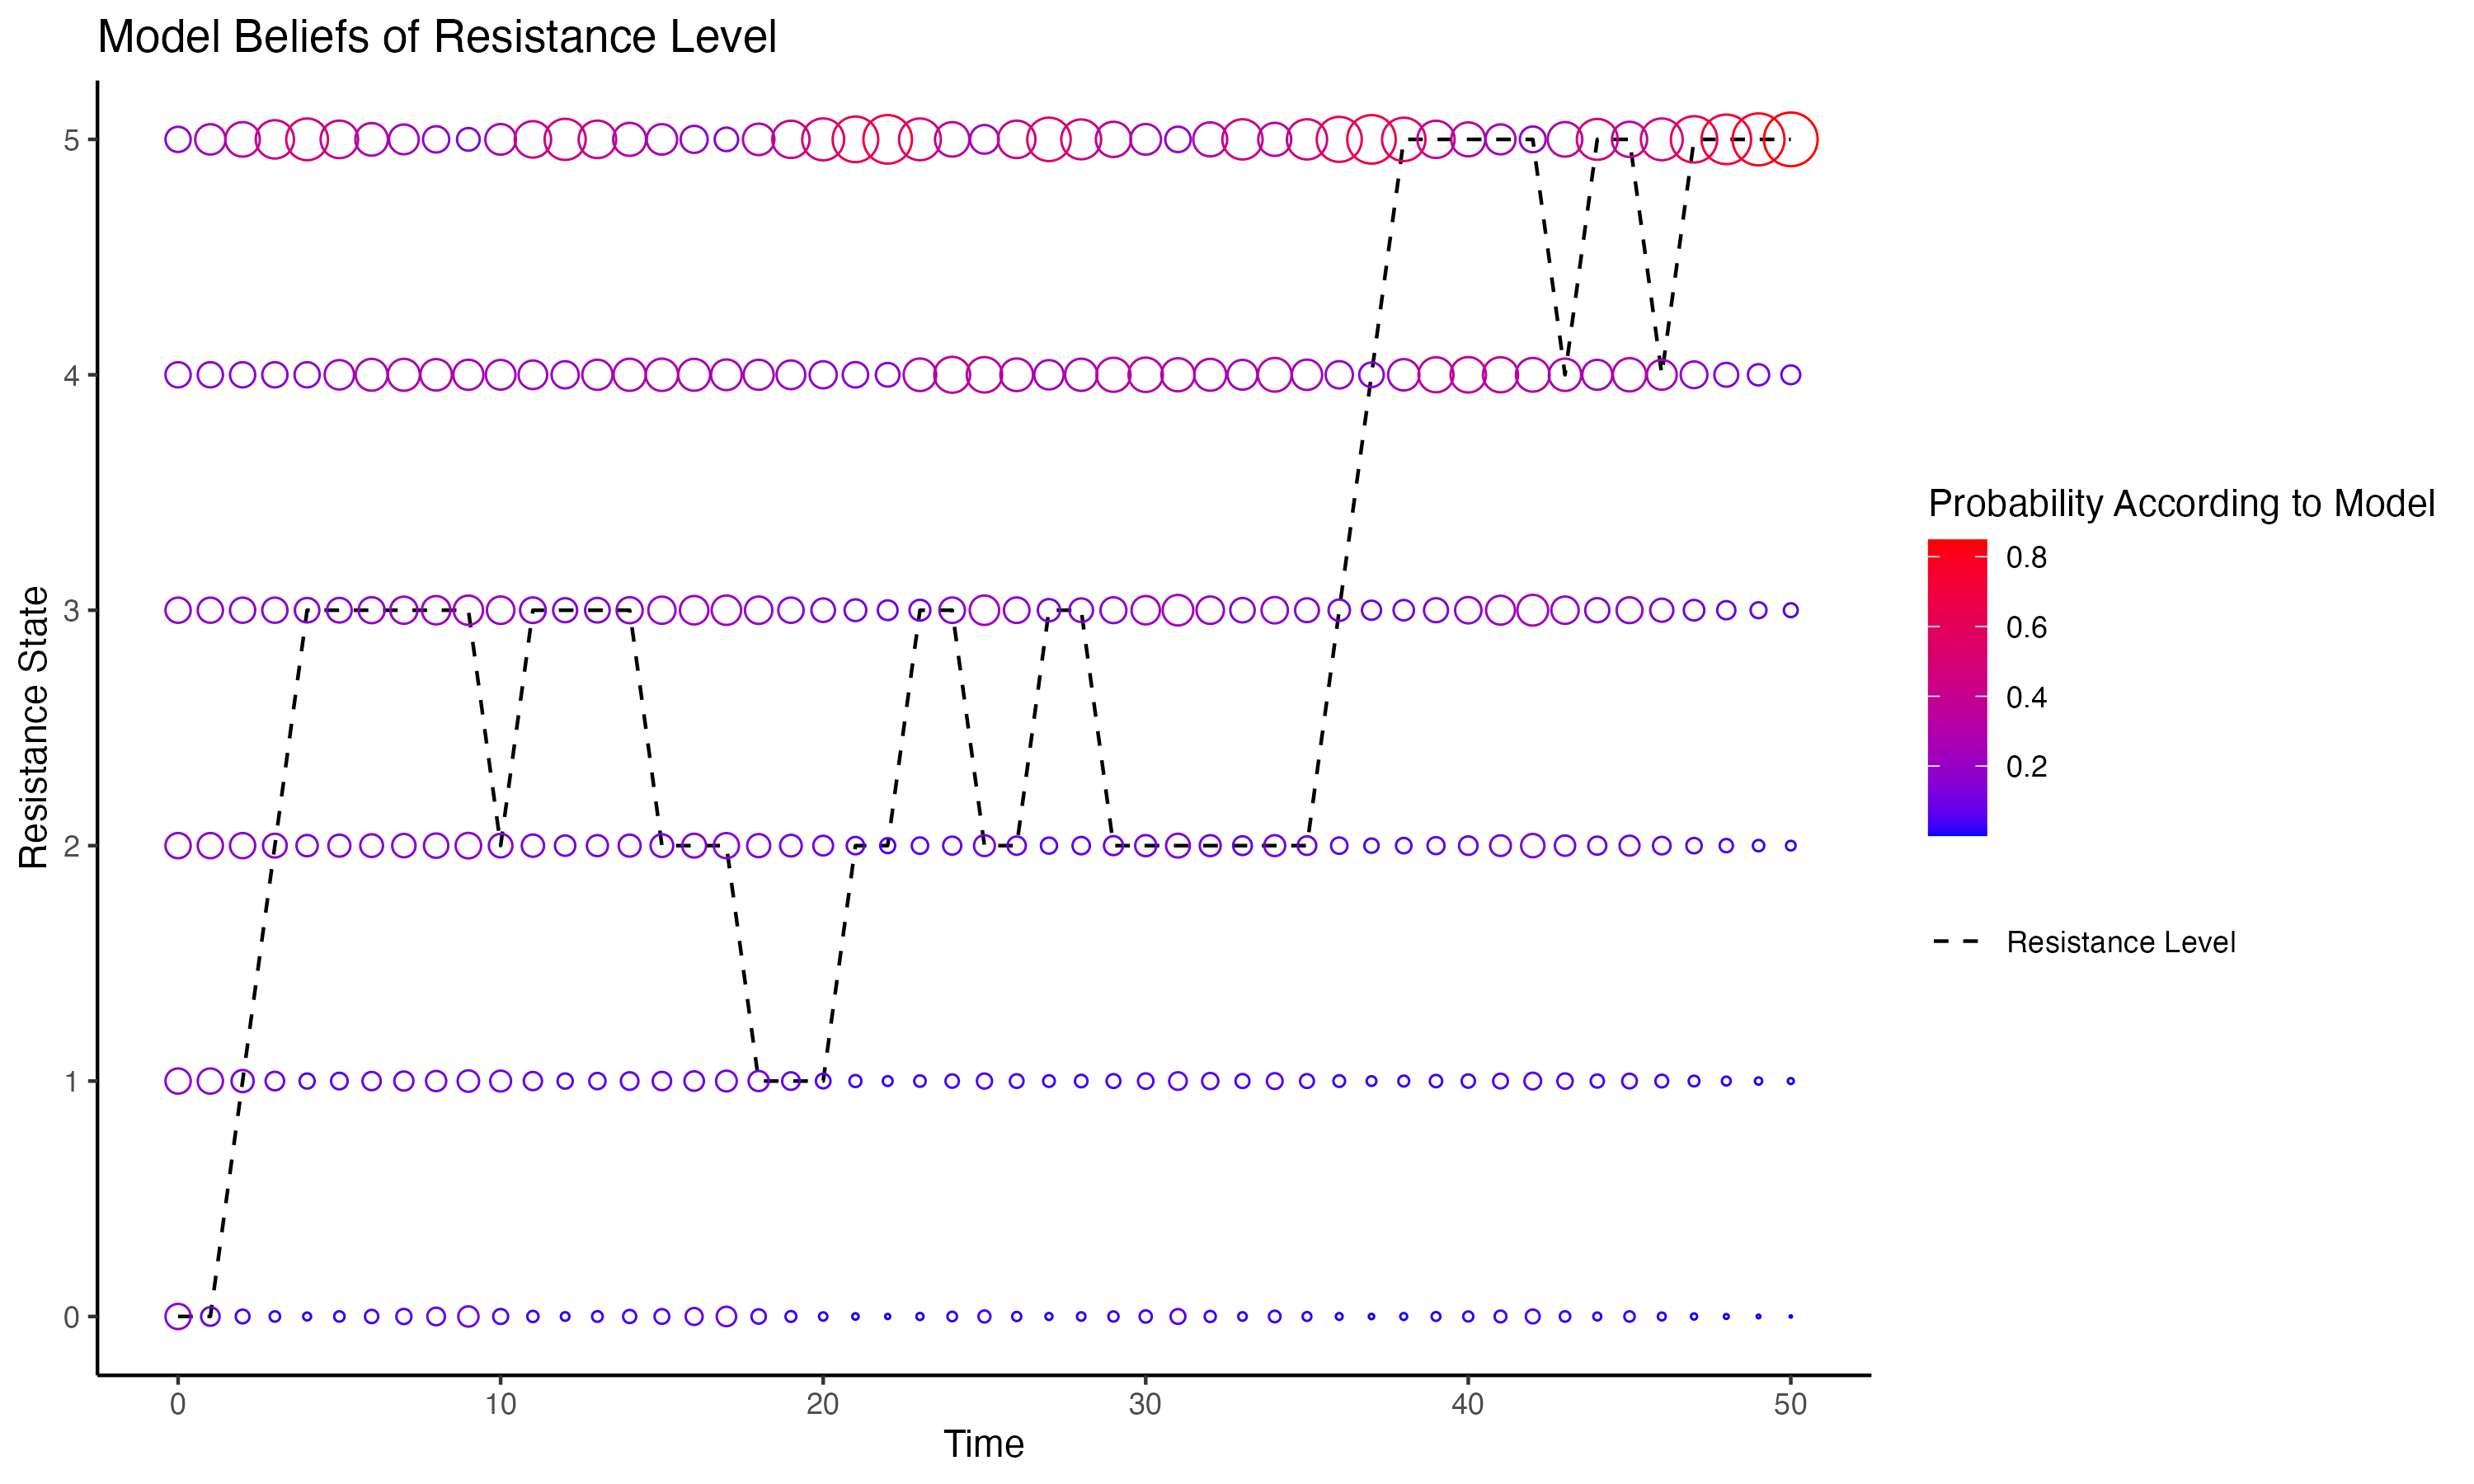 Model Beliefs of Resistance Level
5
4
3
2
1
0
Resistance State
0 10 20 30 40 50
Time
Probability According to Model
0.8
0.6
0.4
0.2
Resistance Level